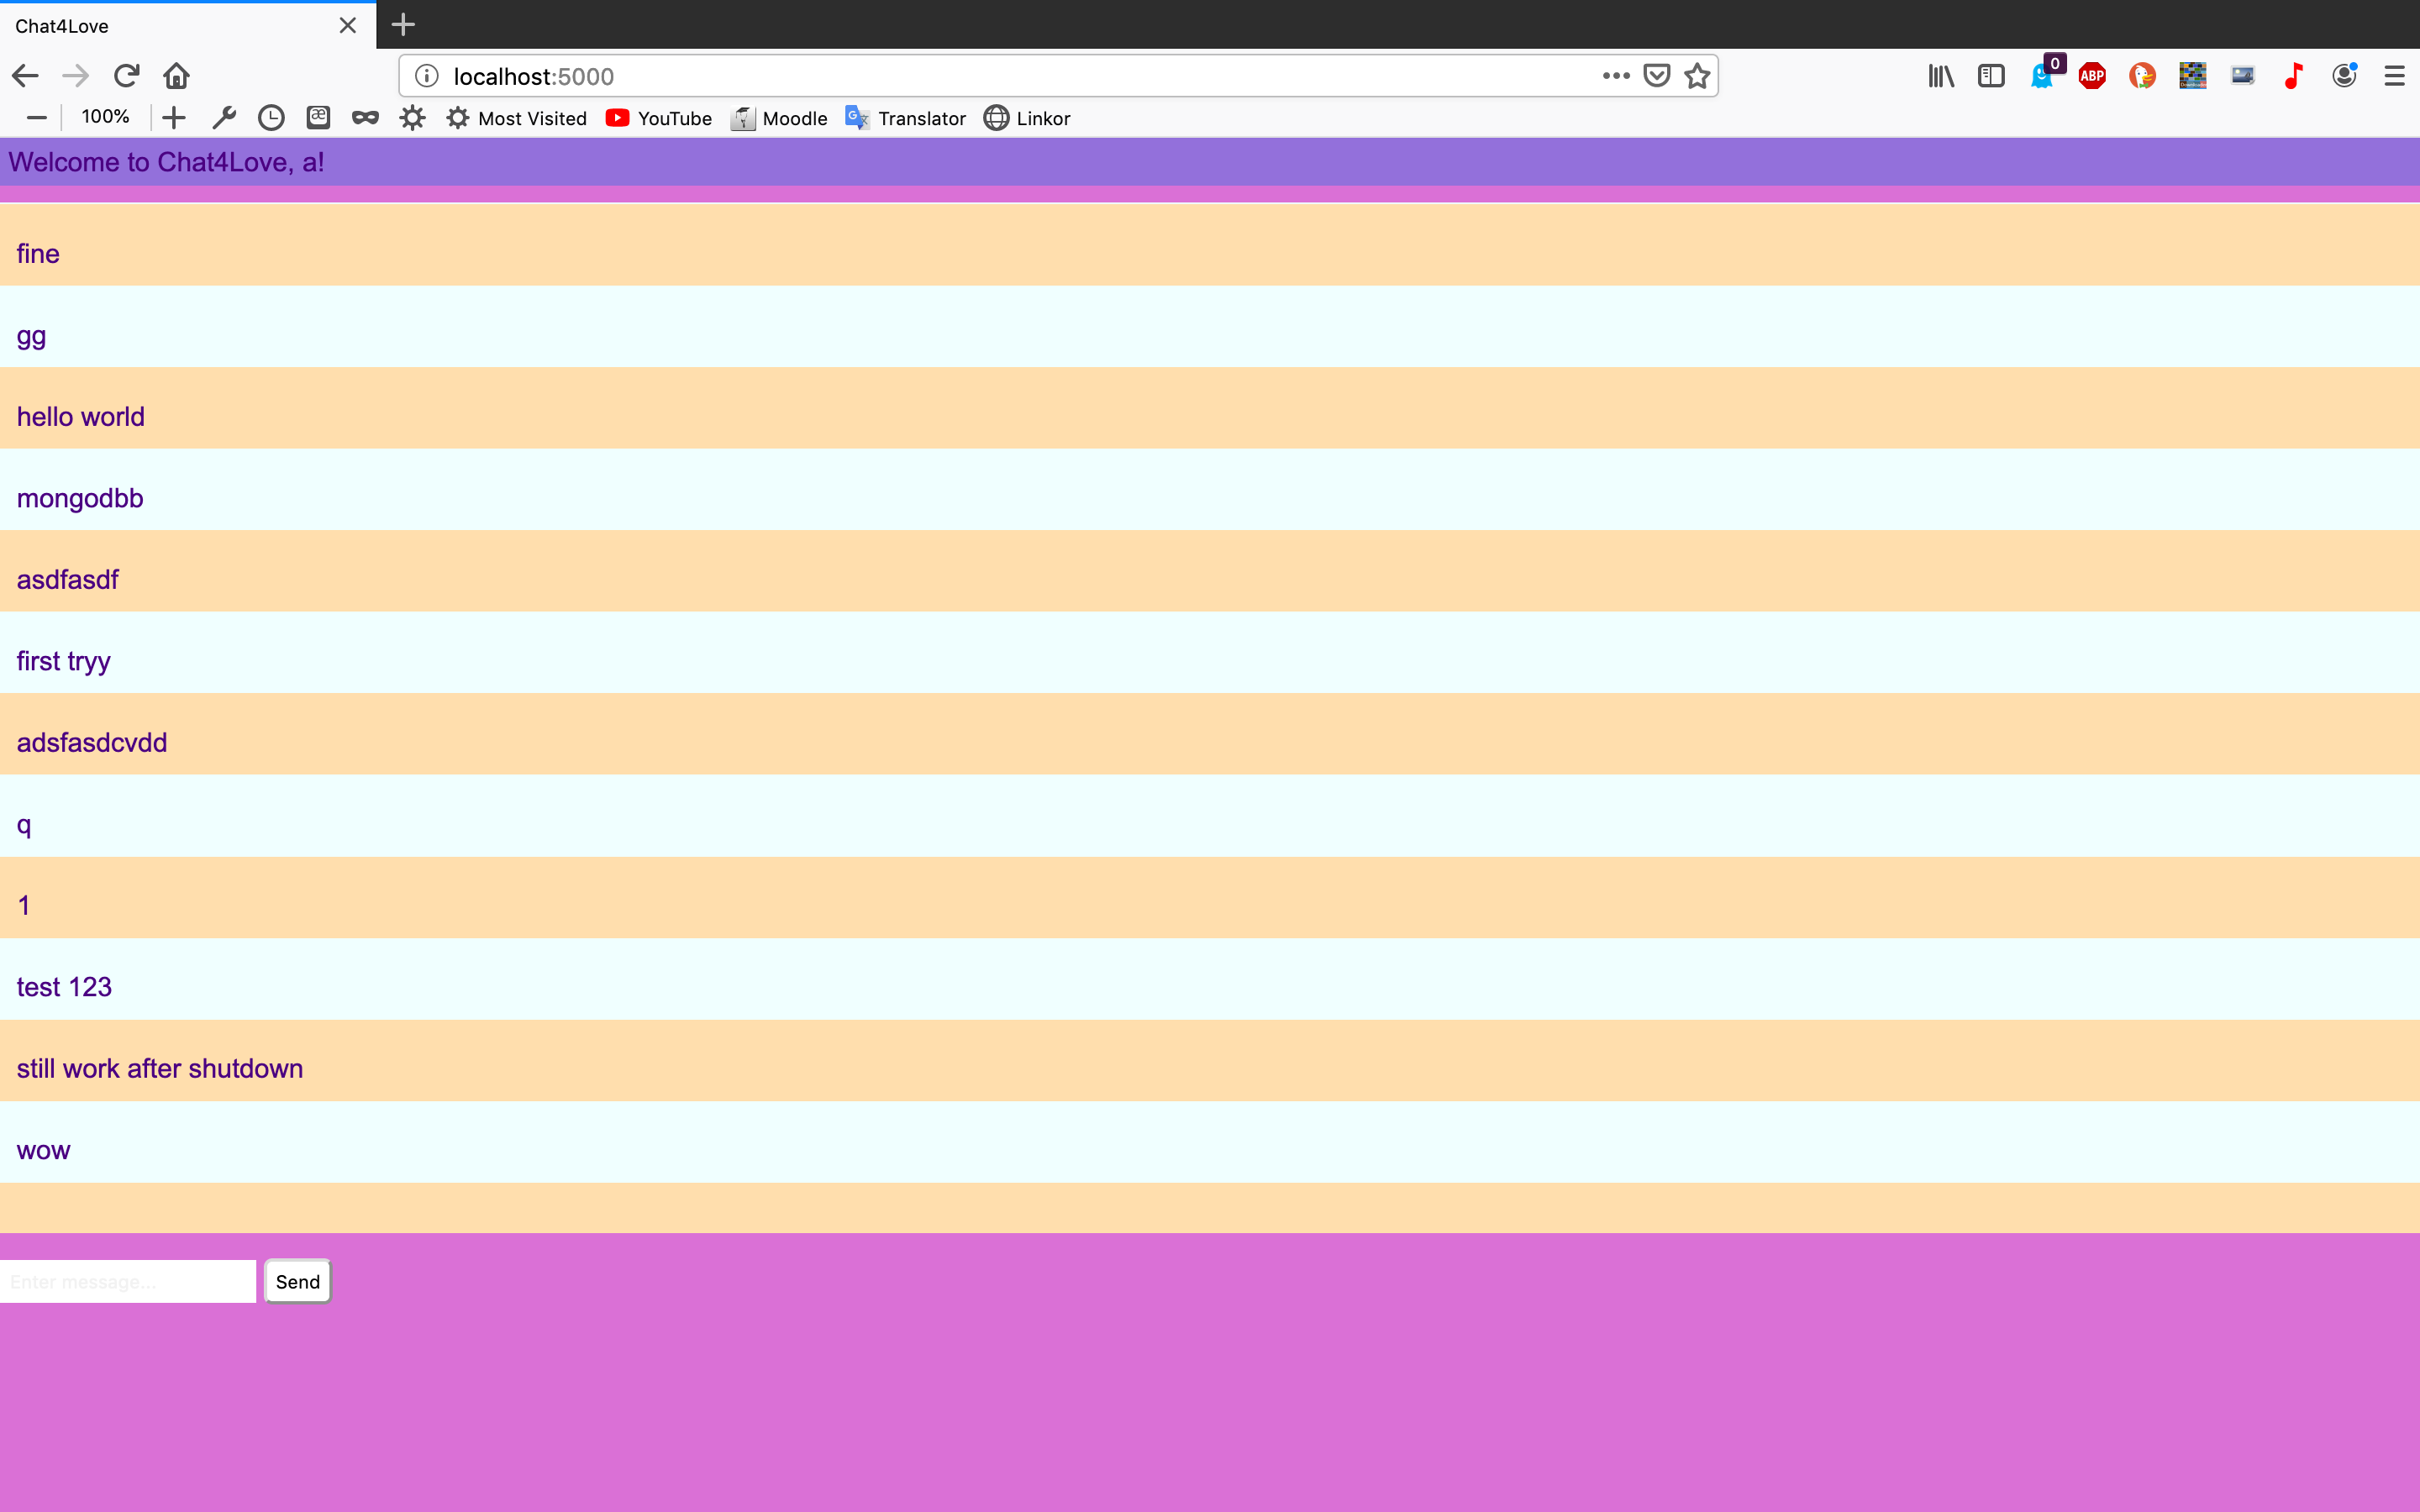 Chat4Love
localhost:5000
0
ABP
100%
æ
Most Visited
YouTube
Moodle
Translator
Linkor
Welcome to Chat4Love, a!
fine
gg
hello world
mongodbb
asdfasdf
first tryy
adsfasdcvdd
q
1
test 123
still work after shutdown
wow
Enter message...
Send